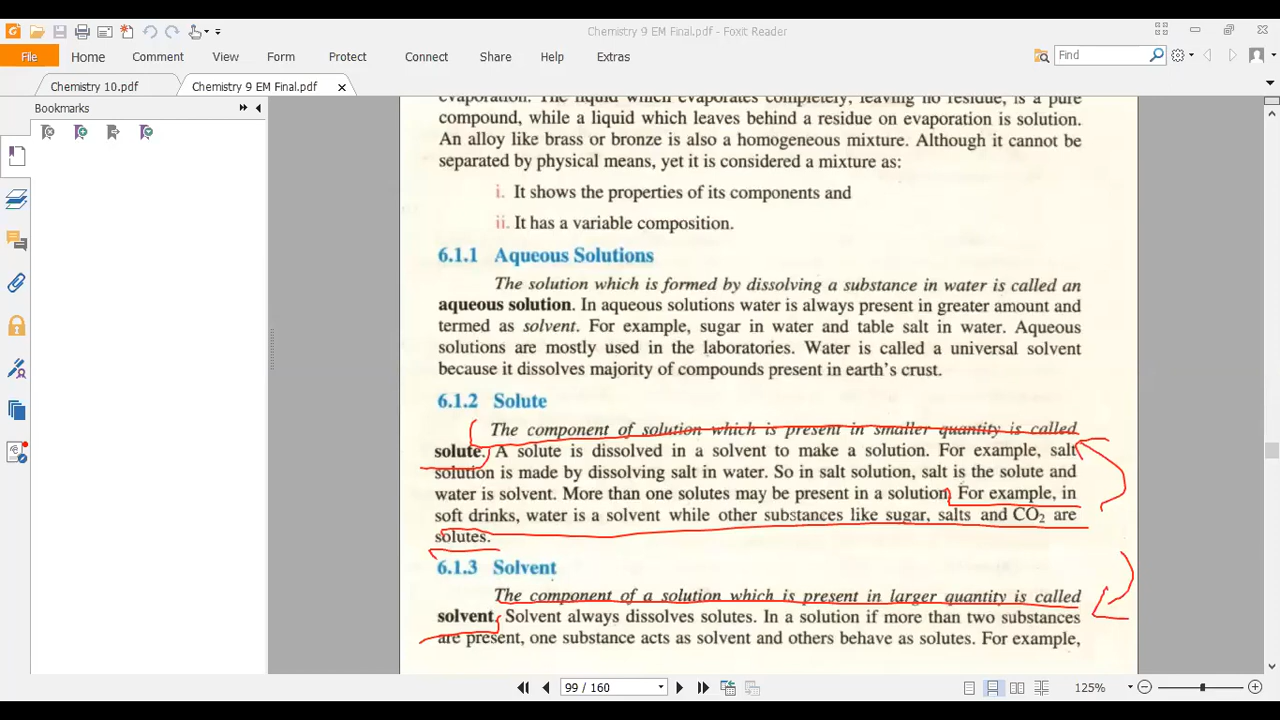 Chemistry 9 EM Final.pdf - Foxit Reader
File Home Comment View Form Protect Connect Share Help Extras Find
Chemistry 10.pdf Chemistry 9 EM Final.pdf
Bookmarks
evaporation. The liquid which evaporates completely, leaving no residue, is a pure
compound, while a liquid which leaves behind a residue on evaporation is solution.
An alloy like brass or bronze is also a homogeneous mixture. Although it cannot be
separated by physical means, yet it is considered a mixture as:
i. It shows the properties of its components and
ii. It has a variable composition.
6.1.1 Aqueous Solutions
The solution which is formed by dissolving a substance in water is called an
aqueous solution. In aqueous solutions water is always present in greater amount and
termed as solvent. For example, sugar in water and table salt in water. Aqueous
solutions are mostly used in the laboratories. Water is called a universal solvent
because it dissolves majority of compounds present in earth's crust.
6.1.2 Solute
The component of solution which is present in smaller quantity is called
solute. A solute is dissolved in a solvent to make a solution. For example, salt
solution is made by dissolving salt in water. So in salt solution, salt is the solute and
water is solvent. More than one solutes may be present in a solution. For example, in
soft drinks, water is a solvent while other substances like sugar, salts and CO₂ are
solutes.
6.1.3 Solvent
The component of a solution which is present in larger quantity is called
solvent. Solvent always dissolves solutes. In a solution if more than two substances
are present, one substance acts as solvent and others behave as solutes. For example,
99 / 160 125%